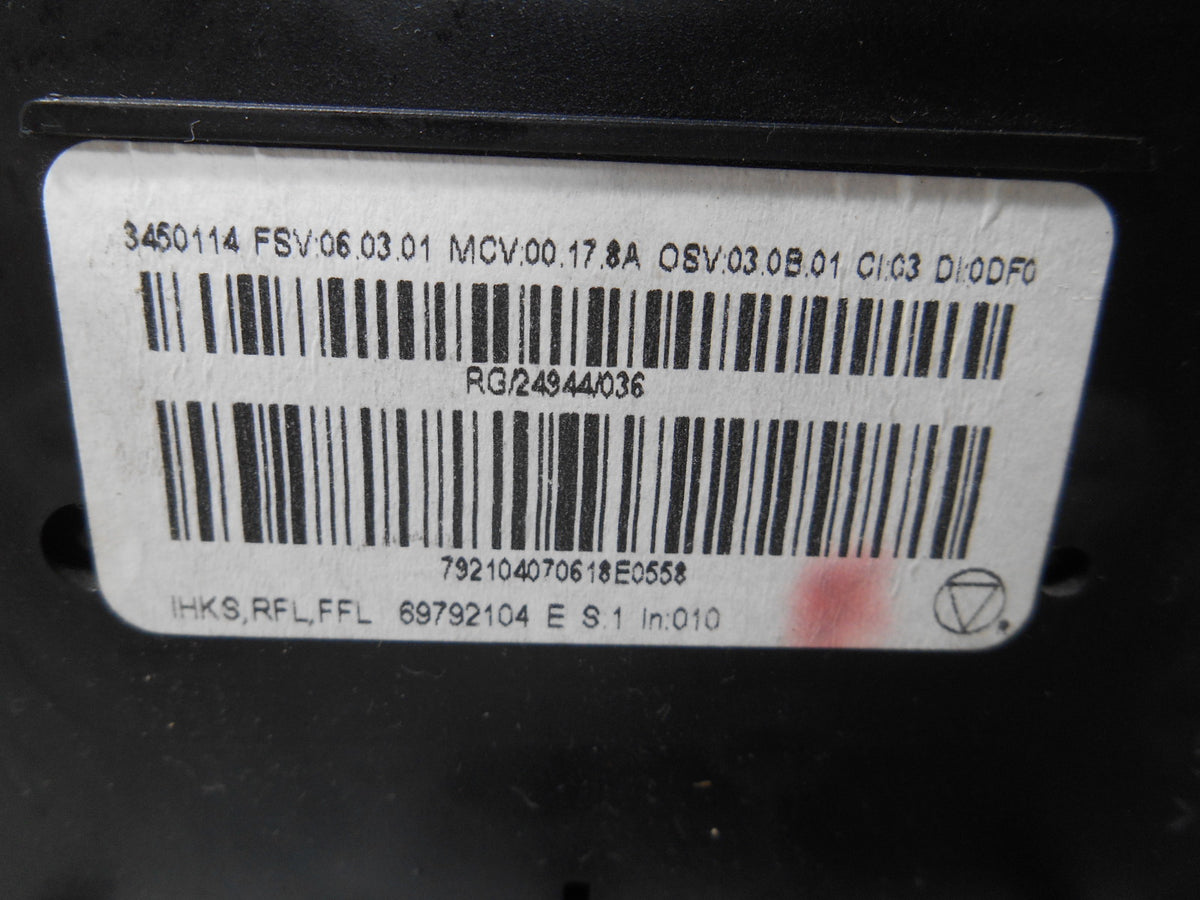 3450114 FSV:06.03.01 MCV:00.17.8A OSV:03.0B.01 CI:03 DI:0DF0
RG/24944/036
792104070618E0558
IHKS,RFL,FFL 69792104 E S:1 In:010